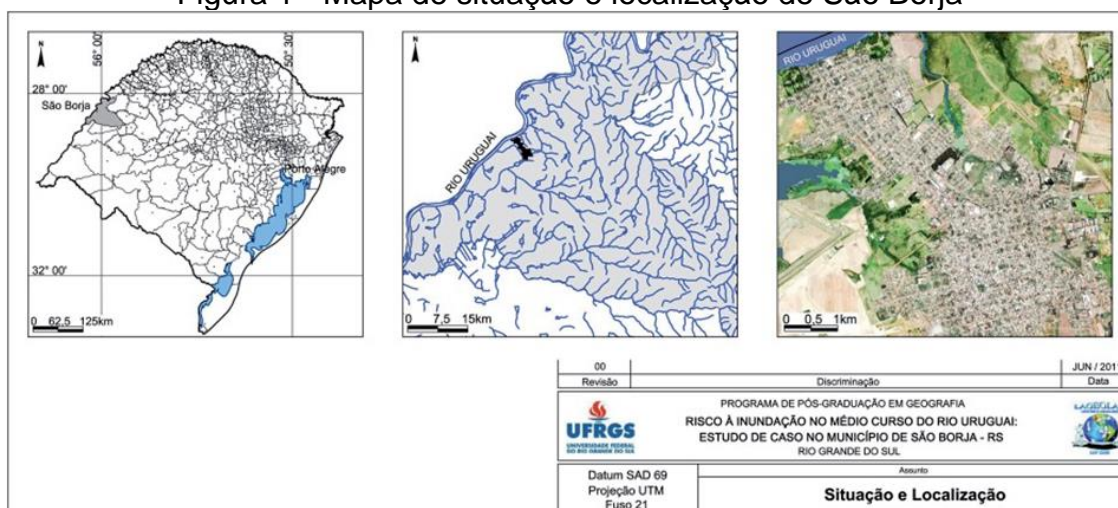 Figura 1 - Mapa de situação e localização de São Borja
N
56° 00'
50° 30'
28° 00'
São Borja
Porto Alegre
32° 00'
0 62,5 125km
N
RIO URUGUAI
0 7,5 15km
N
RIO URUGUAI
0 0,5 1km
00
JUN / 201
Revisão
Discriminação
Data
UFRGS
UNIVERSIDADE FEDERAL
DO RIO GRANDE DO SUL
PROGRAMA DE PÓS-GRADUAÇÃO EM GEOGRAFIA
RISCO À INUNDAÇÃO NO MÉDIO CURSO DO RIO URUGUAI:
ESTUDO DE CASO NO MUNICÍPIO DE SÃO BORJA - RS
RIO GRANDE DO SUL
Datum SAD 69
Projeção UTM
Fuso 21
Assunto
Situação e Localização